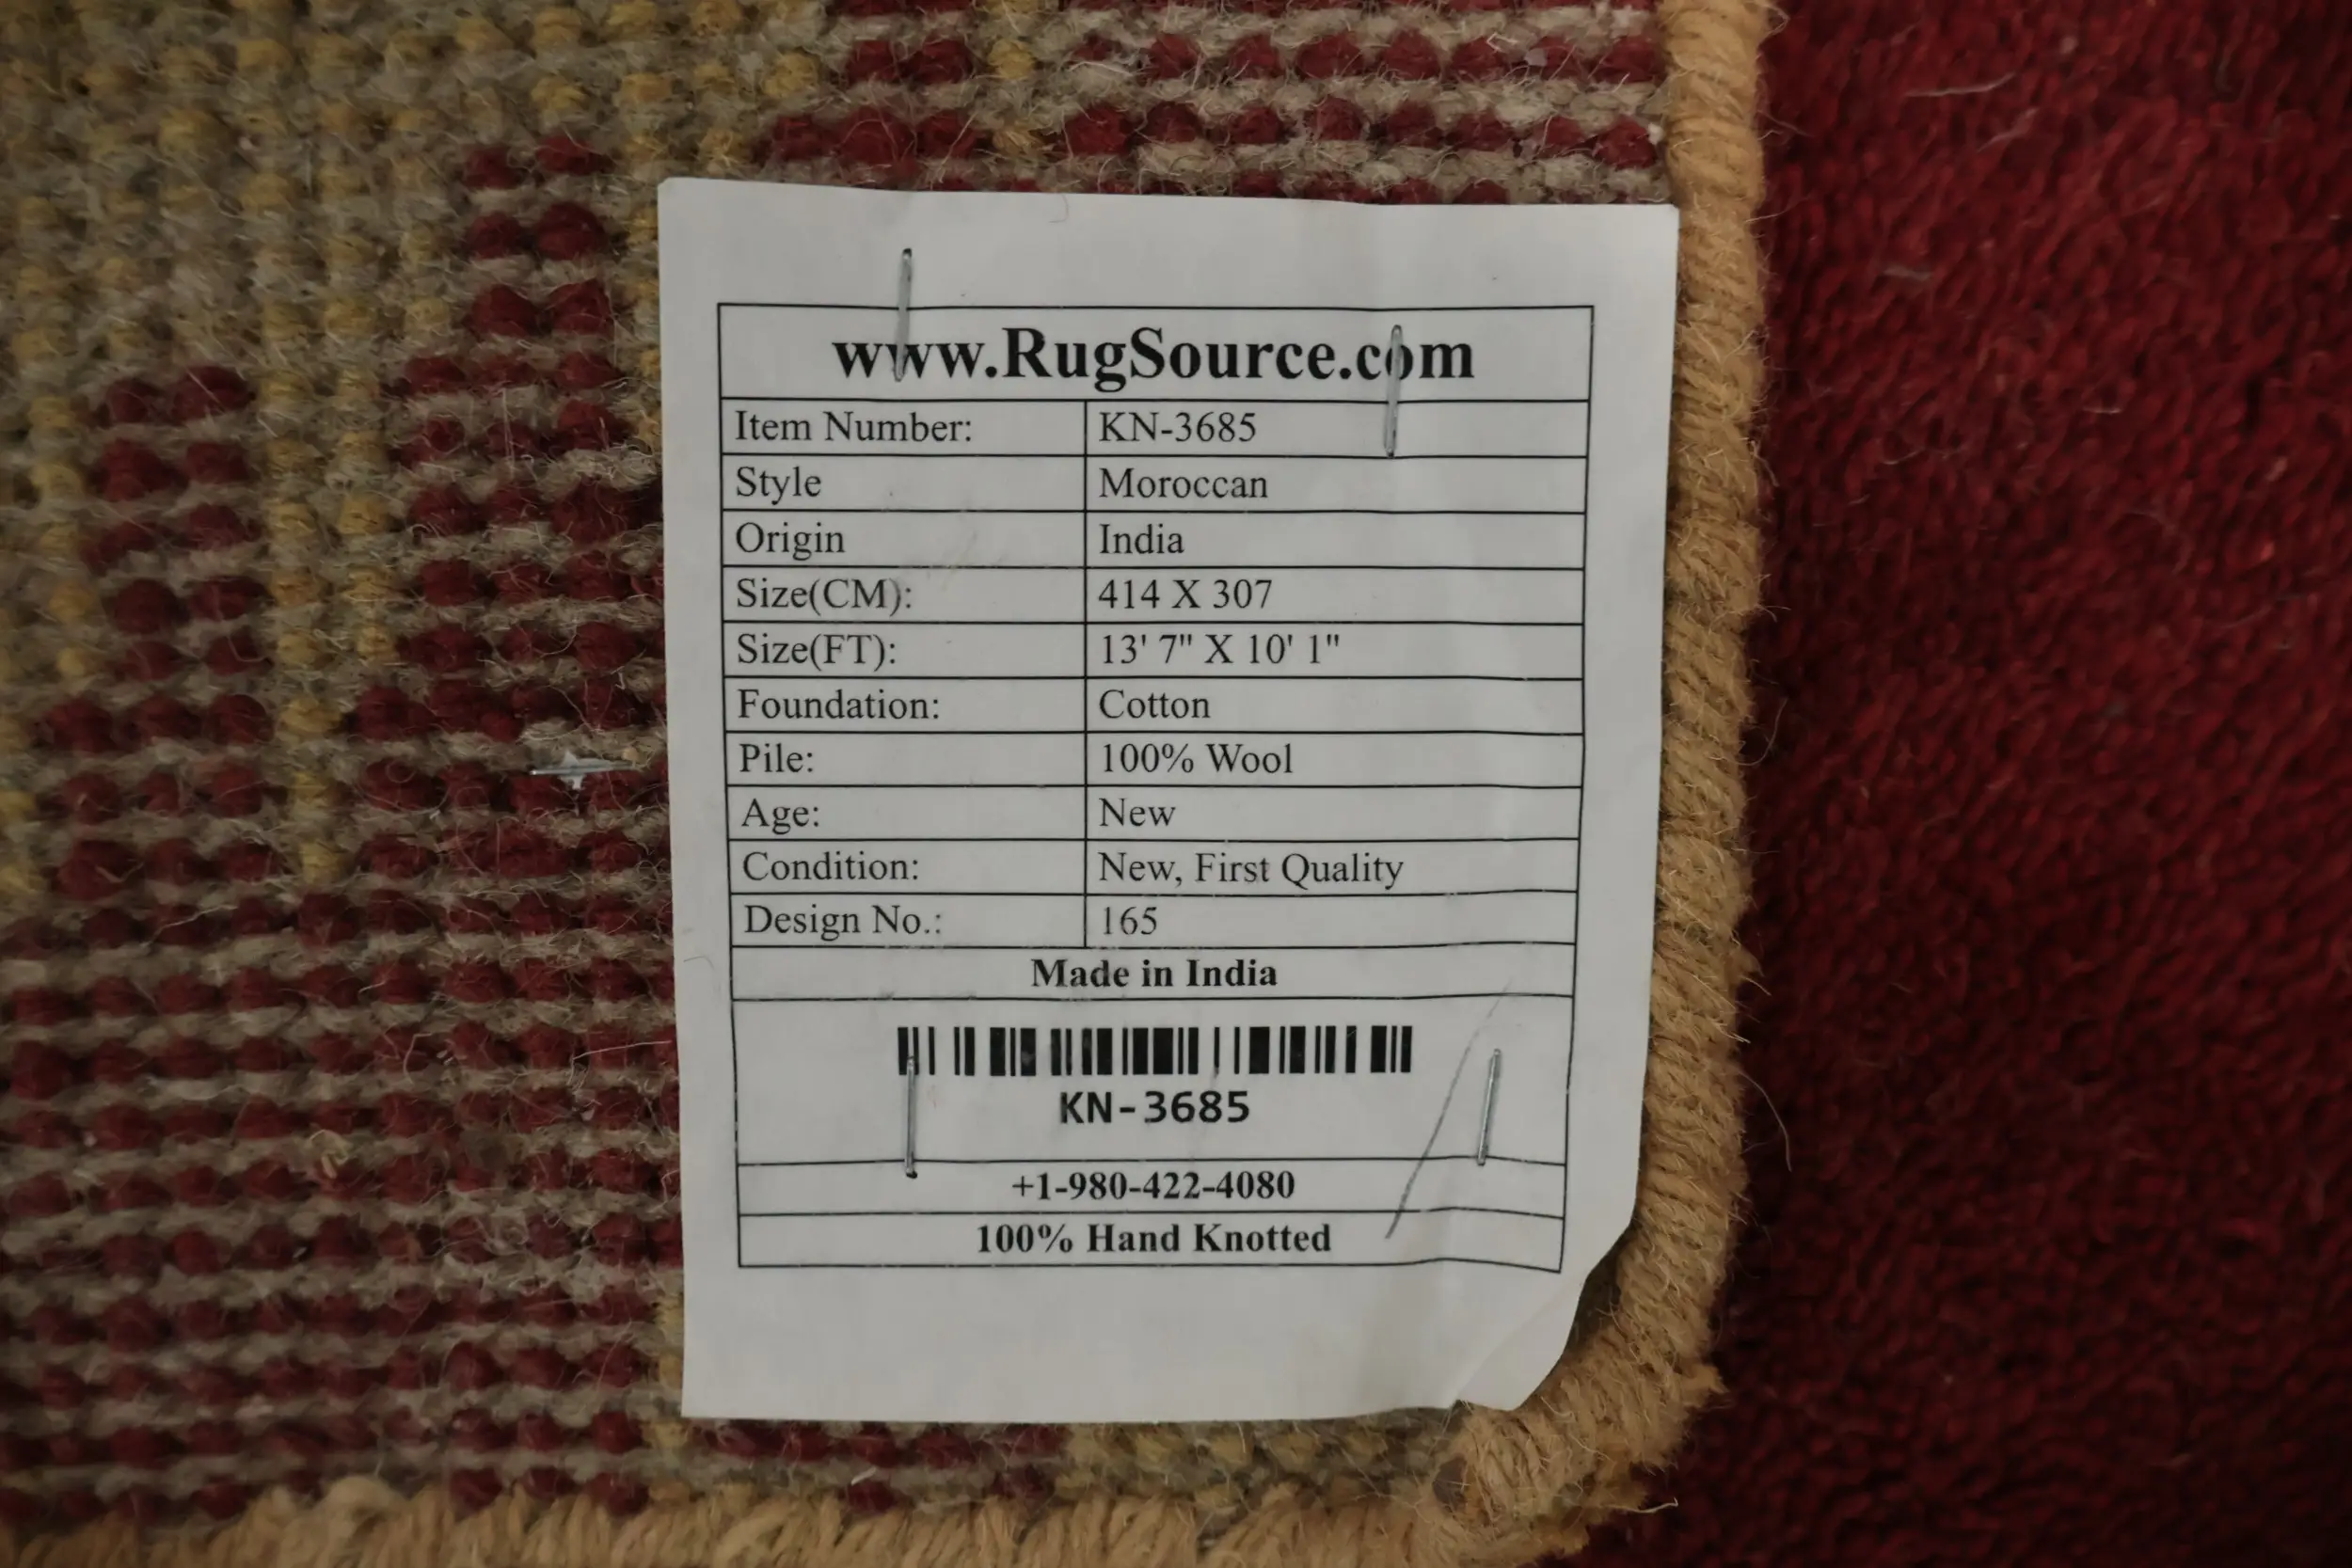 www.RugSource.com
Item Number: KN-3685
Style Moroccan
Origin India
Size(CM): 414 X 307
Size(FT): 13' 7" X 10' 1"
Foundation: Cotton
Pile: 100% Wool
Age: New
Condition: New, First Quality
Design No.: 165
Made in India
KN-3685
+1-980-422-4080
100% Hand Knotted